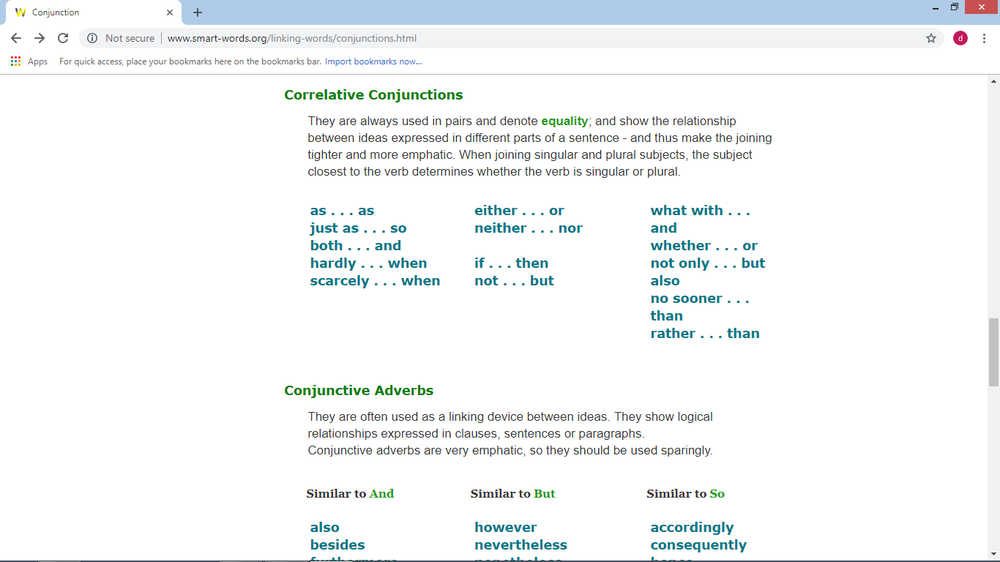 Conjunction
Not secure www.smart-words.org/linking-words/conjunctions.html
d
Apps For quick access, place your bookmarks here on the bookmarks bar. Import bookmarks now...
Correlative Conjunctions
They are always used in pairs and denote equality; and show the relationship
between ideas expressed in different parts of a sentence - and thus make the joining
tighter and more emphatic. When joining singular and plural subjects, the subject
closest to the verb determines whether the verb is singular or plural.
as . . . as
just as . . . so
both . . . and
hardly . . . when
scarcely . . . when
either . . . or
neither . . . nor
if . . . then
not . . . but
what with . . .
and
whether . . . or
not only . . . but
also
no sooner . . .
than
rather . . . than
Conjunctive Adverbs
They are often used as a linking device between ideas. They show logical
relationships expressed in clauses, sentences or paragraphs.
Conjunctive adverbs are very emphatic, so they should be used sparingly.
Similar to And
also
besides
furthermore
Similar to But
however
nevertheless
nonetheless
Similar to So
accordingly
consequently
hence